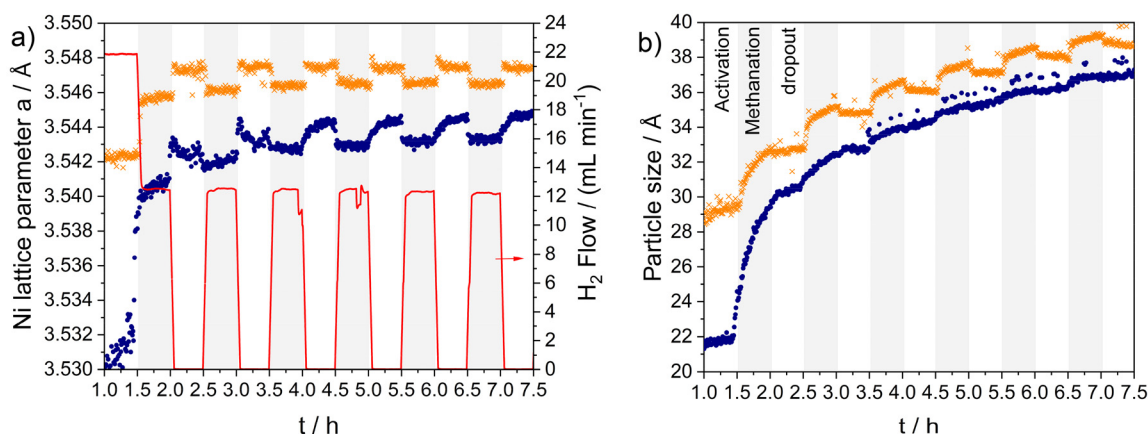 a)
Ni lattice parameter a / Å
3.550
3.548
3.546
3.544
3.542
3.540
3.538
3.536
3.534
3.532
3.530
1.0 1.5 2.0 2.5 3.0 3.5 4.0 4.5 5.0 5.5 6.0 6.5 7.0 7.5
t / h
24
22
20
18
16
14
12
10
8
6
4
2
0
H₂ Flow / (mL min⁻¹)
b)
Particle size / Å
40
38
36
34
32
30
28
26
24
22
20
Activation
Methanation
dropout
1.0 1.5 2.0 2.5 3.0 3.5 4.0 4.5 5.0 5.5 6.0 6.5 7.0 7.5
t / h